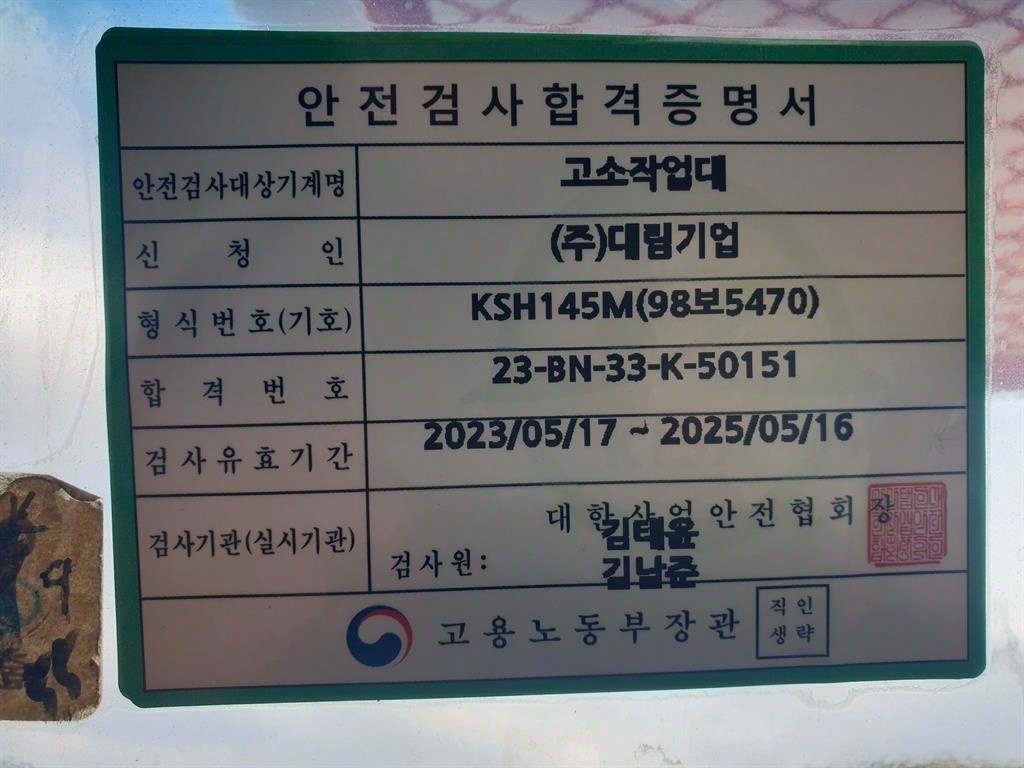 안전검사합격증명서
안전검사대상기계명 고소작업대
신청인 (주)대림기업
형식번호(기호) KSH145M(98보5470)
합격번호 23-BN-33-K-50151
검사유효기간 2023/05/17 ~ 2025/05/16
검사기관(실시기관) 대한산업안전협회장
김태윤
검사원:
김남준
고용노동부장관 직인
생략
9